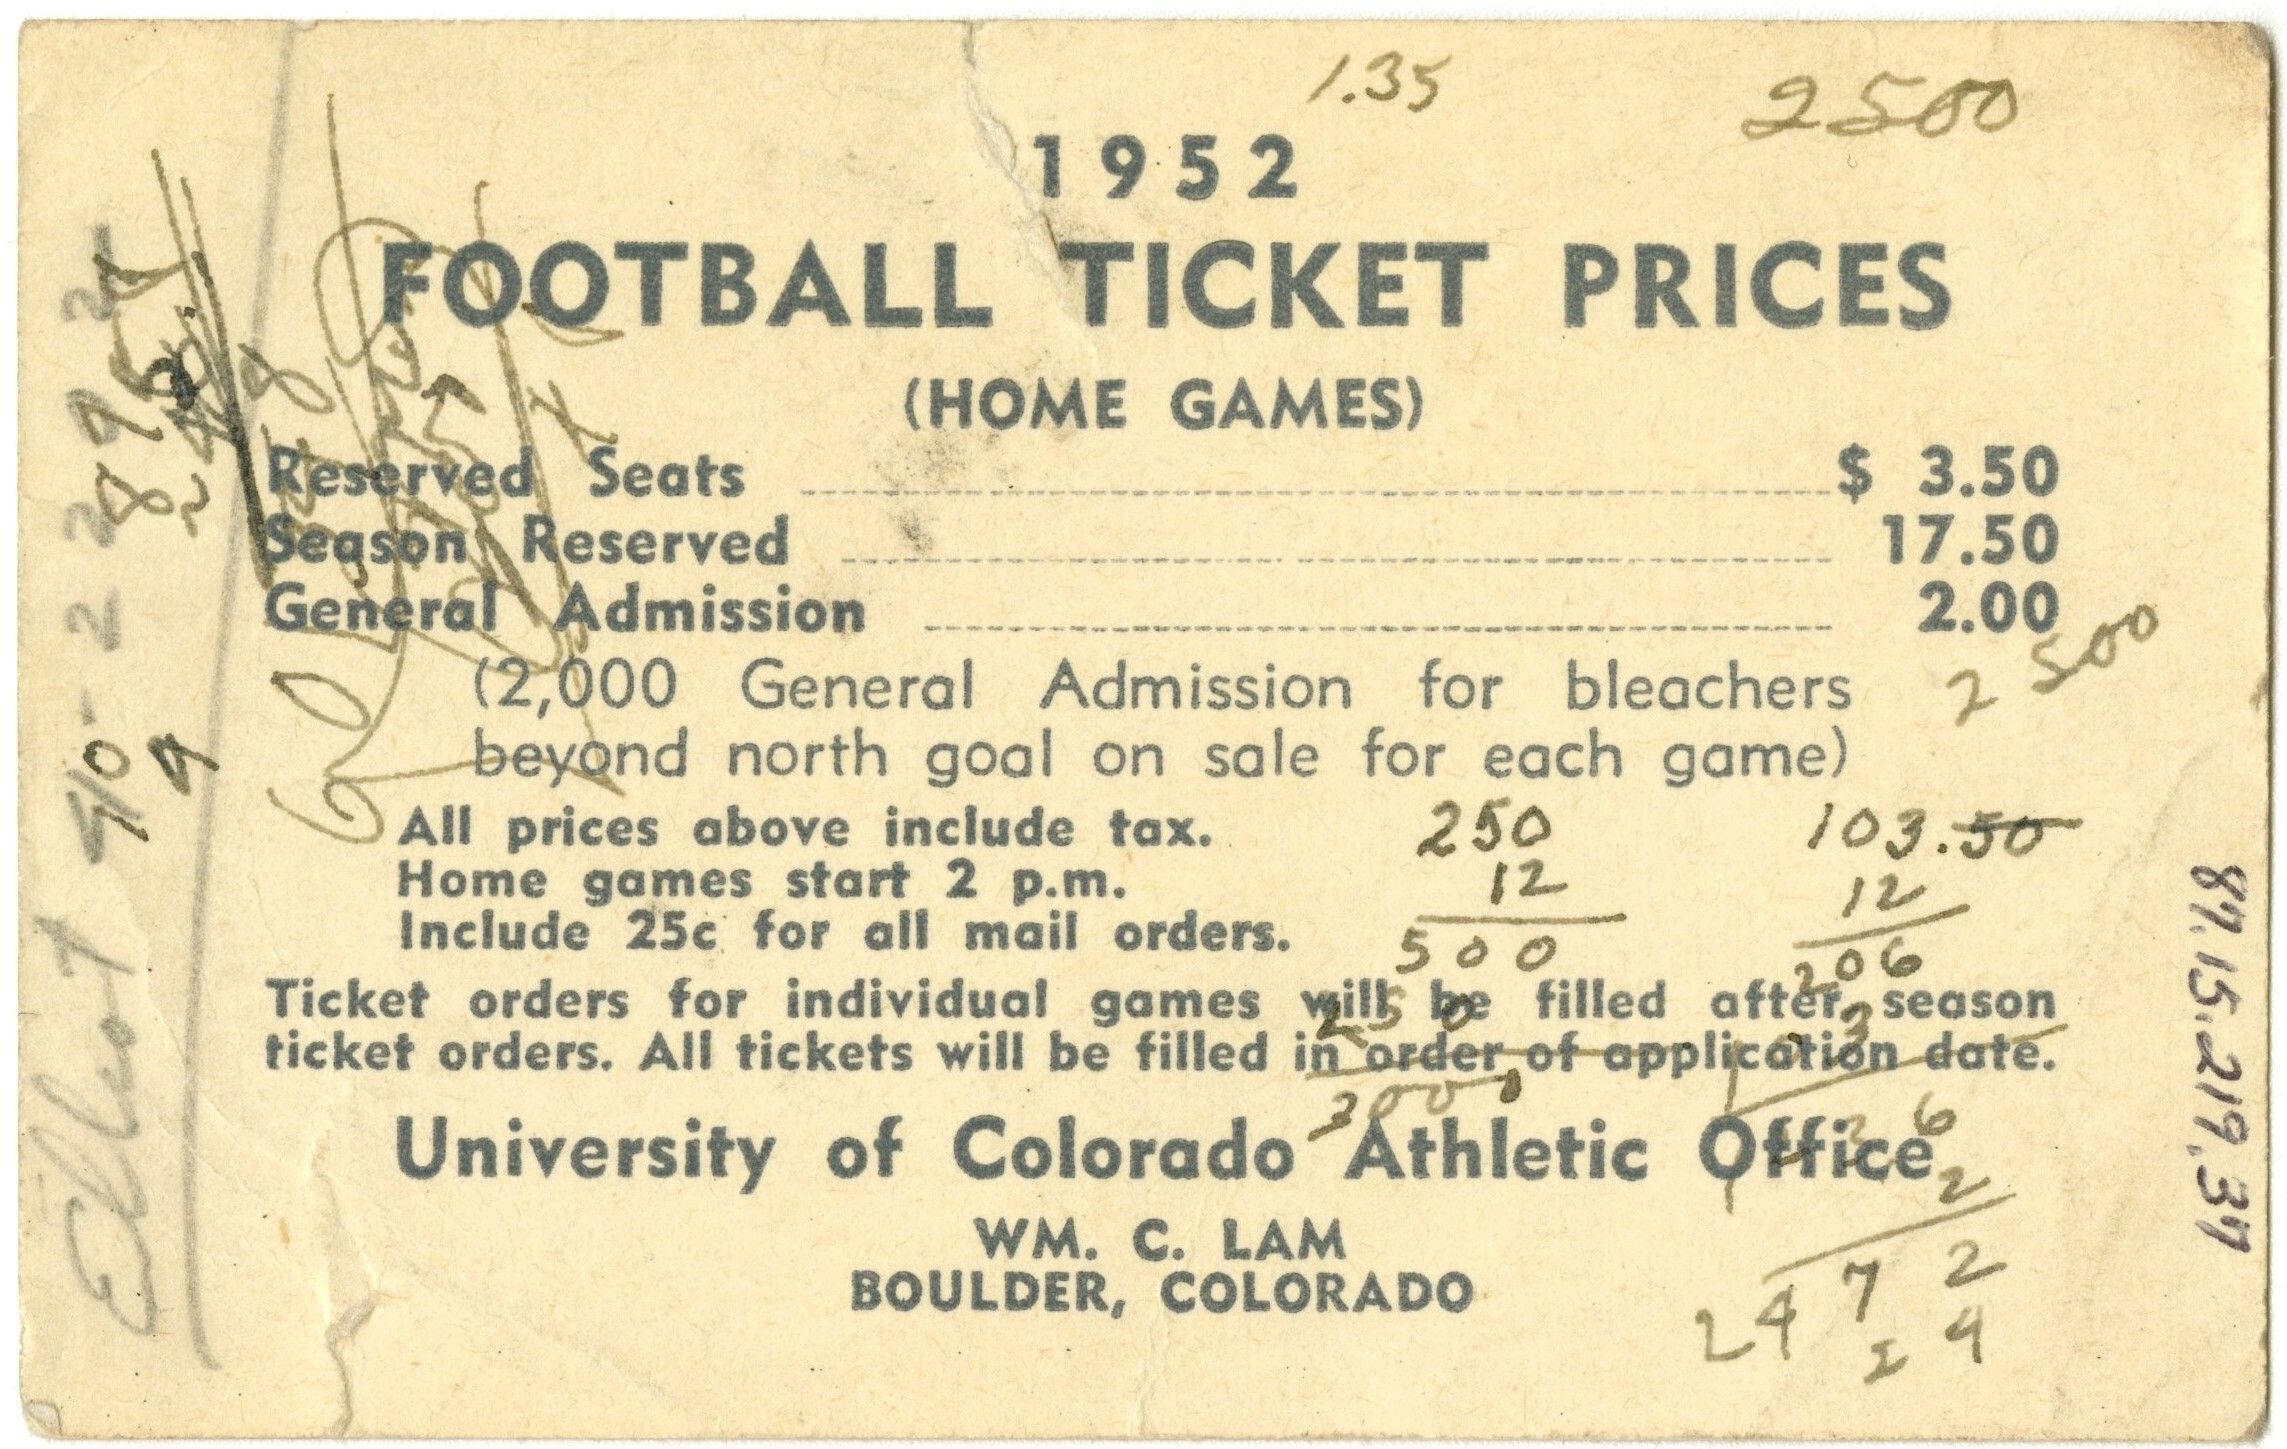 1.35
2500
1952
FOOTBALL TICKET PRICES
(HOME GAMES)
Reserved Seats $ 3.50
Season Reserved 17.50
General Admission 2.00
2500
(2,000 General Admission for bleachers
beyond north goal on sale for each game)
All prices above include tax.
Home games start 2 p.m.
Include 25c for all mail orders.
250
12
500
250
3000
103.50
12
206
Ticket orders for individual games will be filled after season
ticket orders. All tickets will be filled in order of application date.
University of Colorado Athletic Office
WM. C. LAM
BOULDER, COLORADO
87.15.219.37